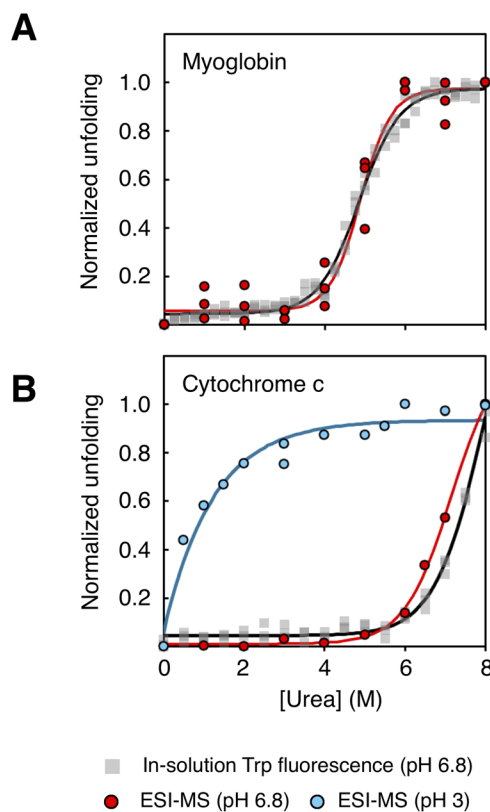 A
Myoglobin
Normalized unfolding
1.0
0.8
0.6
0.4
0.2
B
Cytochrome c
Normalized unfolding
1.0
0.8
0.6
0.4
0.2
0 2 4 6 8
[Urea] (M)
In-solution Trp fluorescence (pH 6.8)
ESI-MS (pH 6.8) ESI-MS (pH 3)